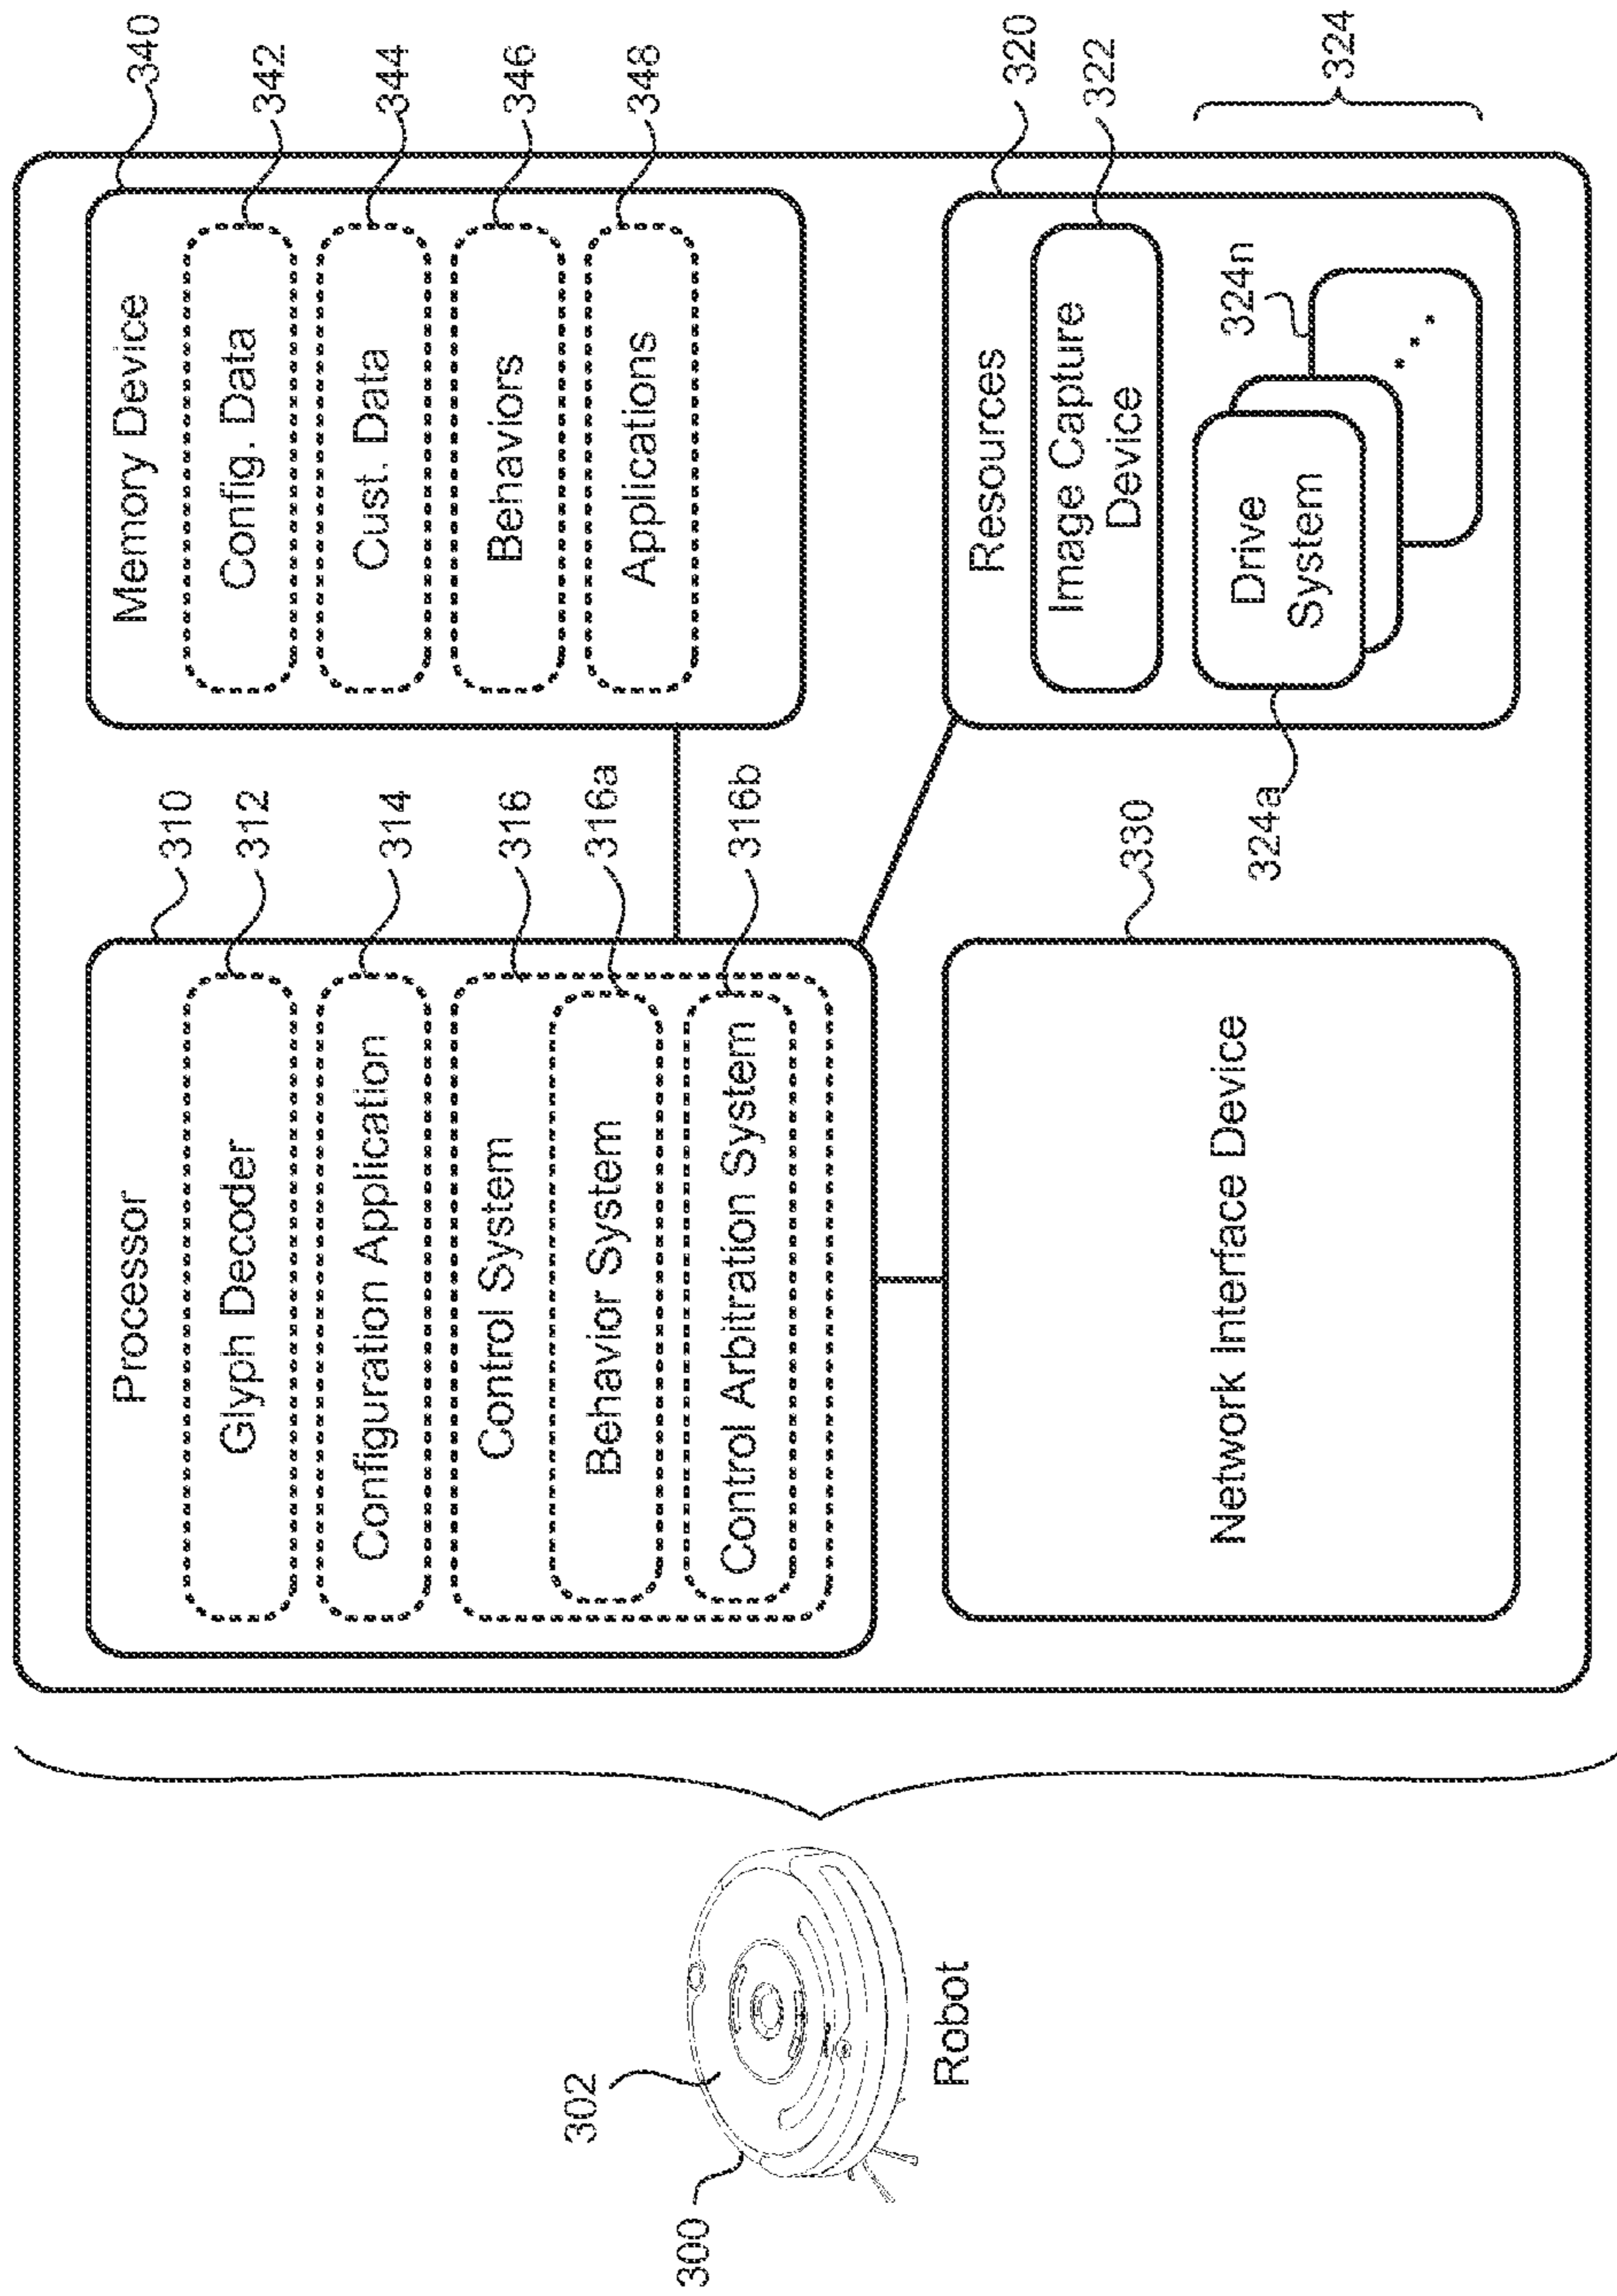 300
302
Robot
Processor
310
Glyph Decoder
312
Configuration Application
314
Control System
316
Behavior System
316a
Control Arbitration System
316b
Memory Device
340
Config. Data
342
Cust. Data
344
Behaviors
346
Applications
348
Network Interface Device
330
Resources
320
Image Capture
Device
322
Drive
System
324a
324n
324